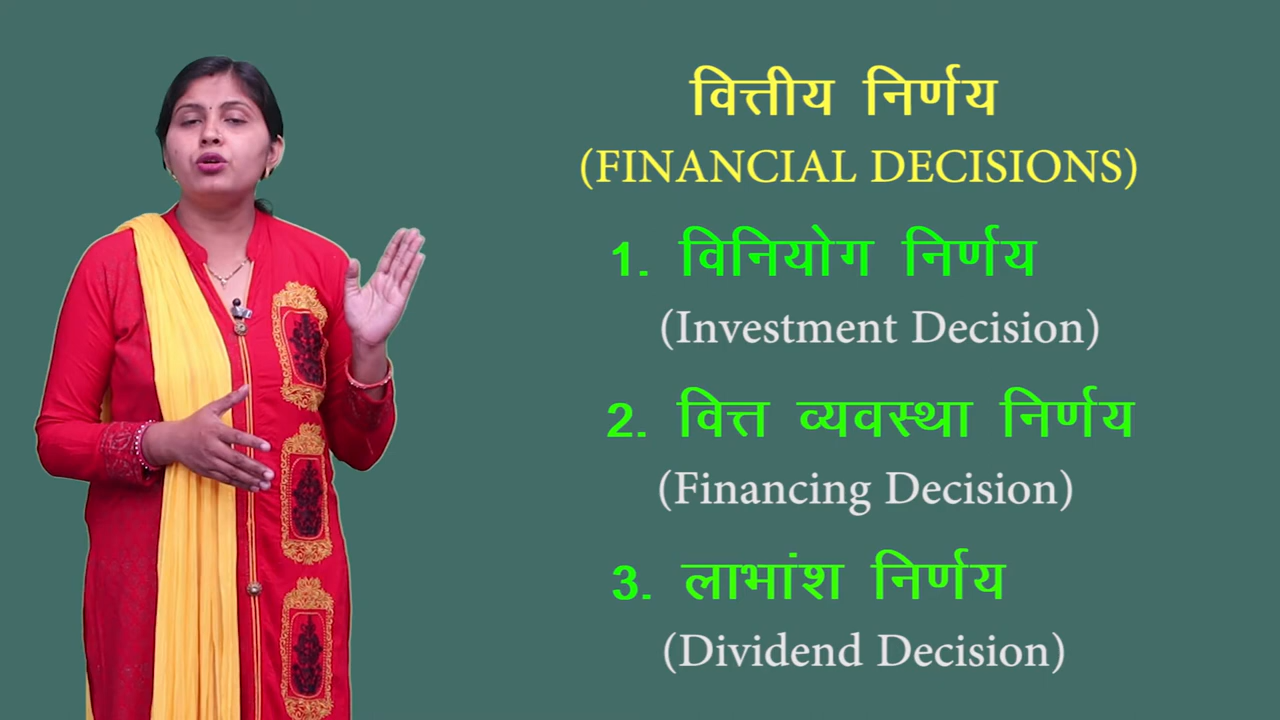 वित्तीय निर्णय
(FINANCIAL DECISIONS)
1. विनियोग निर्णय
(Investment Decision)
2. वित्त व्यवस्था निर्णय
(Financing Decision)
3. लाभांश निर्णय
(Dividend Decision)